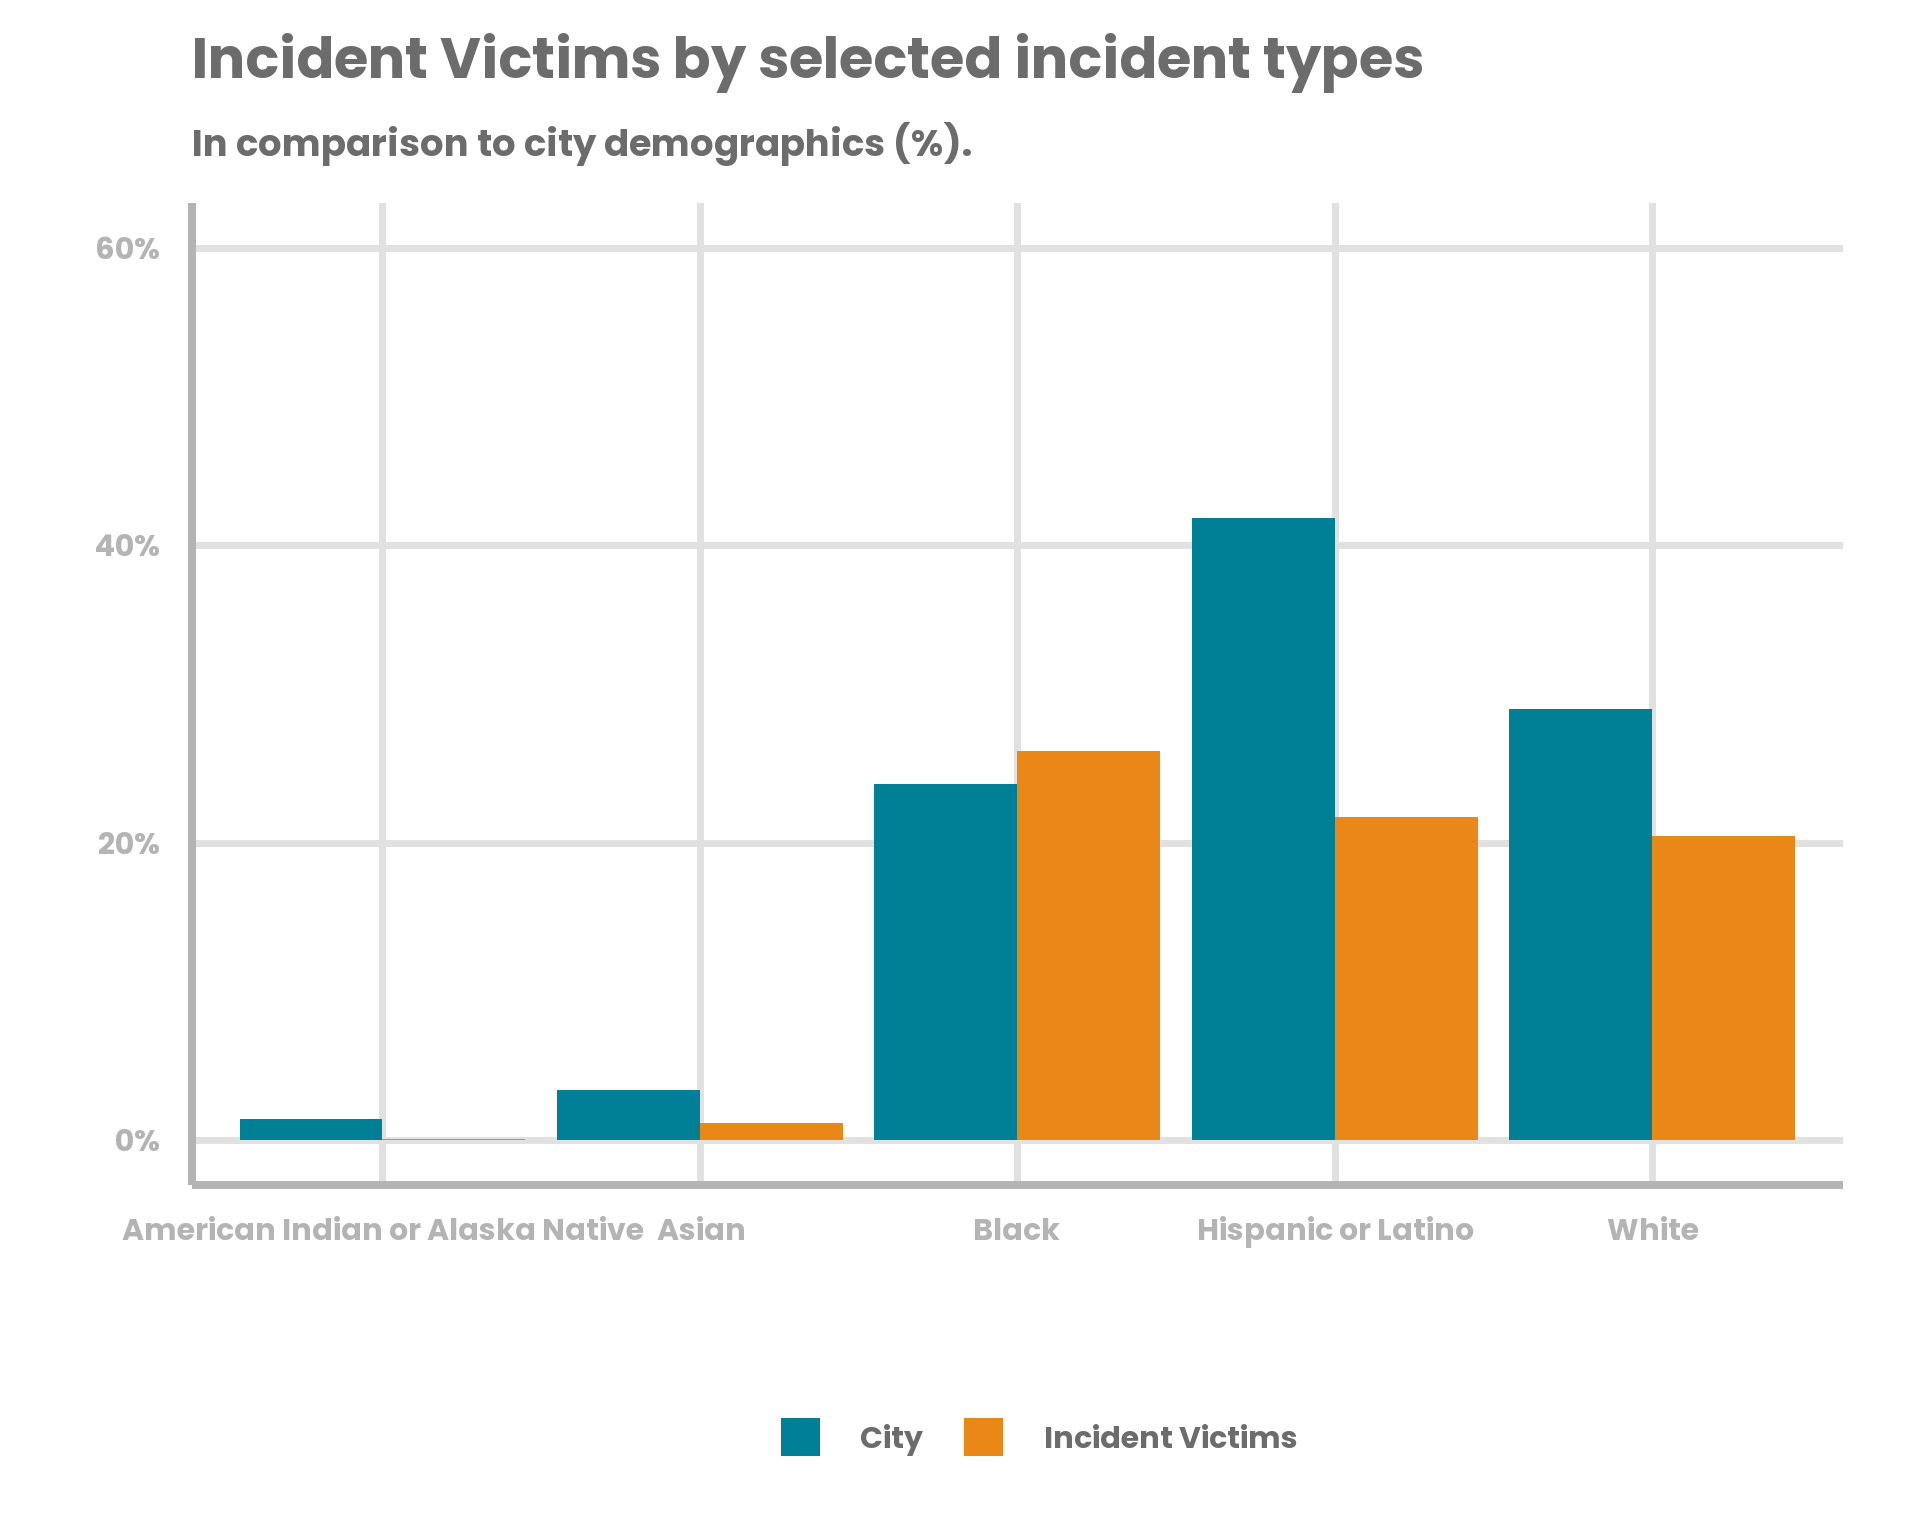 Incident Victims by selected incident types
In comparison to city demographics (%).
60%
40%
20%
0%
American Indian or Alaska Native Asian Black Hispanic or Latino White
City Incident Victims